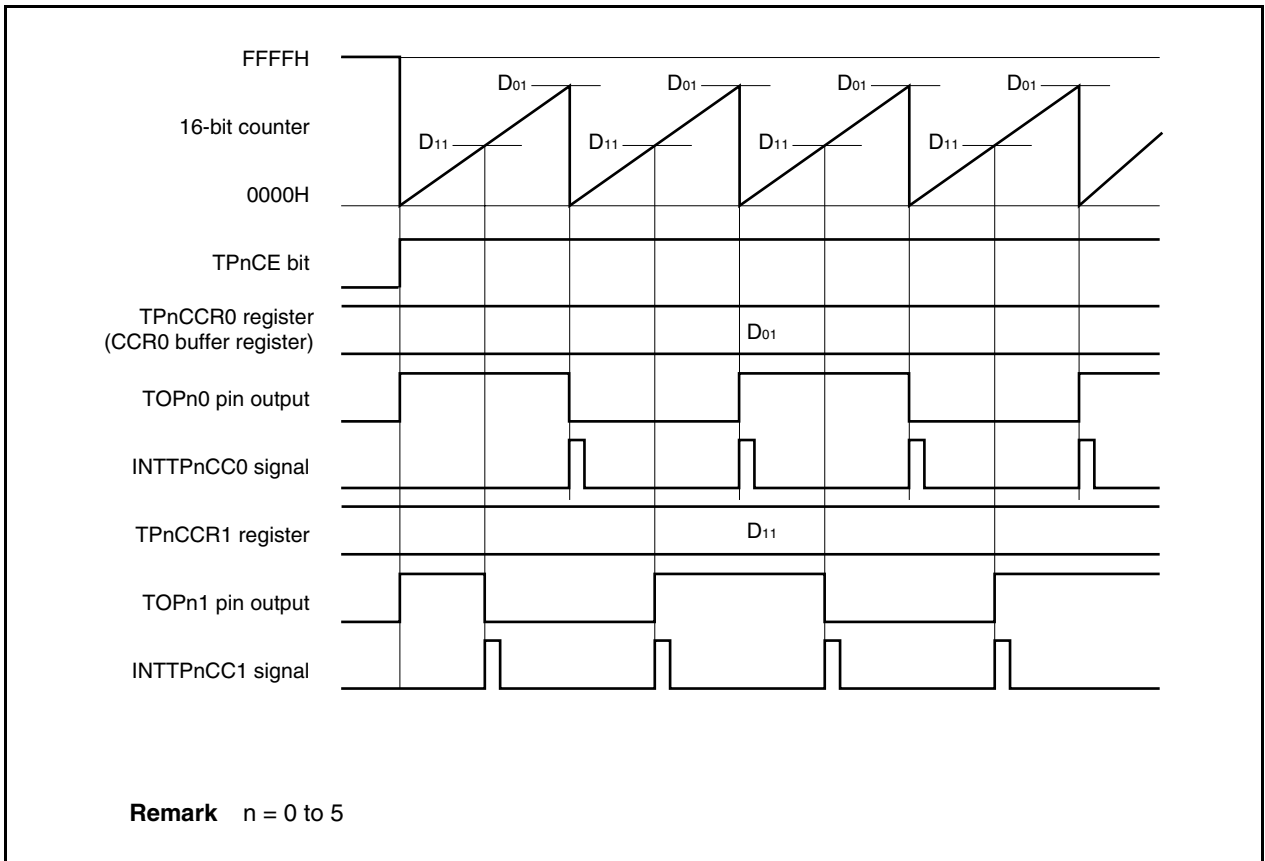 FFFFH
D01 D01 D01 D01
16-bit counter
D11 D11 D11 D11
0000H
TPnCE bit
TPnCCR0 register
(CCR0 buffer register)
D01
TOPn0 pin output
INTTPnCC0 signal
TPnCCR1 register
D11
TOPn1 pin output
INTTPnCC1 signal
Remark n = 0 to 5